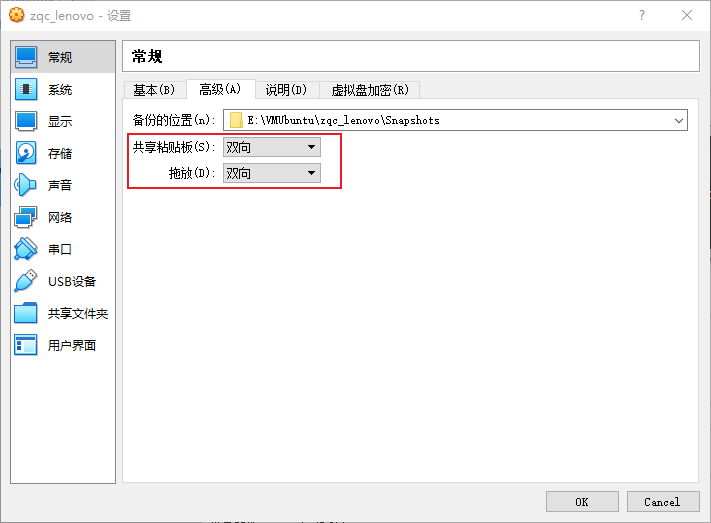 zqc_lenovo - 设置
?
常规
系统
显示
存储
声音
网络
串口
USB设备
共享文件夹
用户界面
常规
基本(B) 高级(A) 说明(D) 虚拟盘加密(R)
备份的位置(n): E:\VMUbuntu\zqc_lenovo\Snapshots
共享粘贴板(S): 双向
拖放(D): 双向
OK Cancel